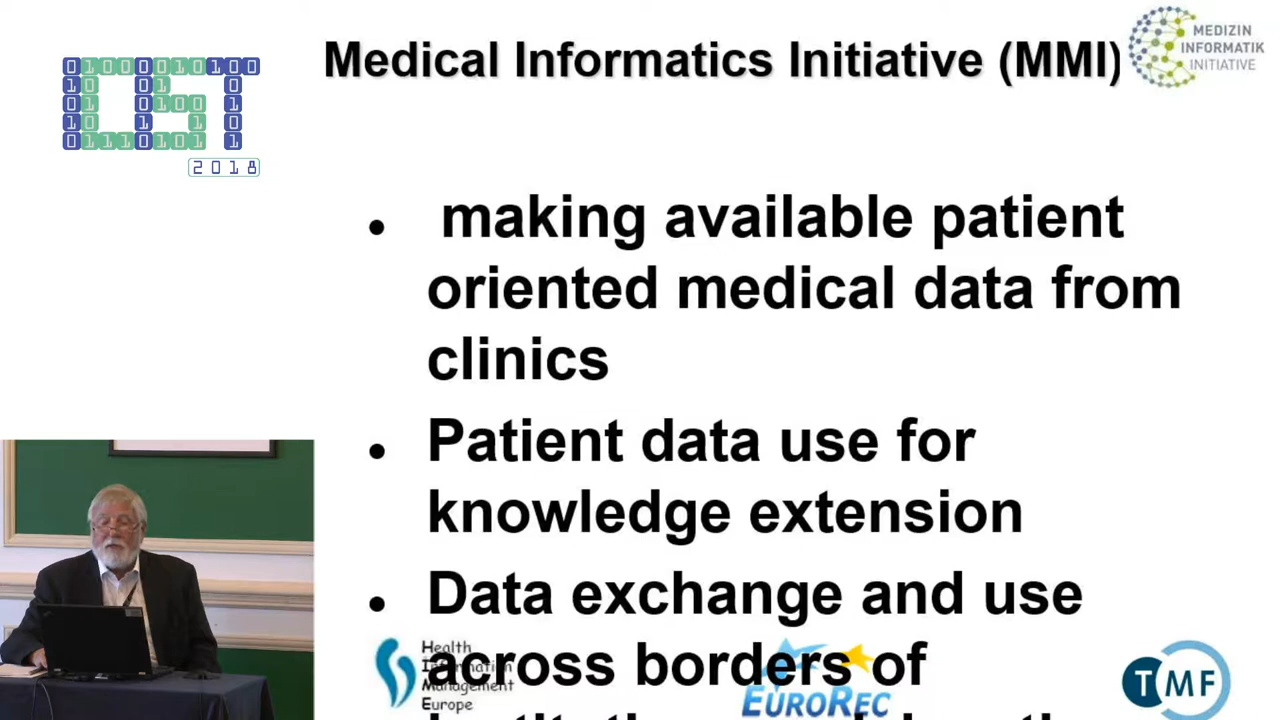 Medical Informatics Initiative (MMI)
MEDIZIN
INFORMATIK
INITIATIVE
2018
• making available patient
oriented medical data from
clinics
• Patient data use for
knowledge extension
• Data exchange and use
across borders of
Health
Information
Management
Europe
EUROREC
TMF